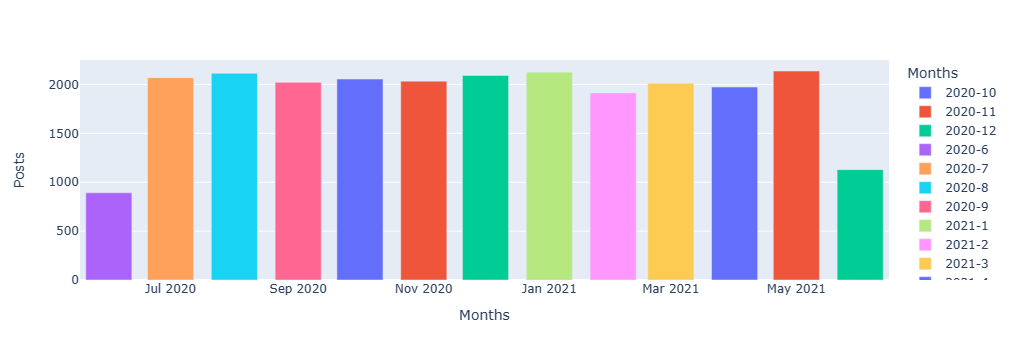 Posts
2000
1500
1000
500
0
Jul 2020
Sep 2020
Nov 2020
Jan 2021
Mar 2021
May 2021
Months
Months
2020-10
2020-11
2020-12
2020-6
2020-7
2020-8
2020-9
2021-1
2021-2
2021-3